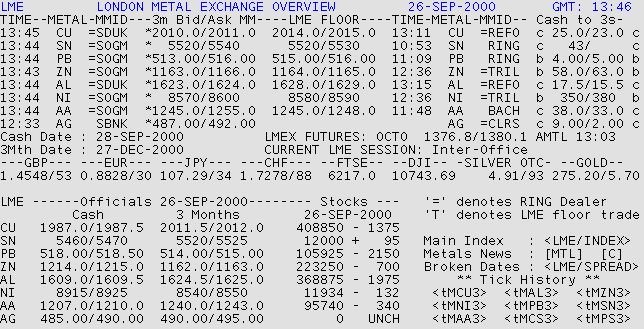 LME LONDON METAL EXCHANGE OVERVIEW 26-SEP-2000 GMT: 13:46
TIME--METAL-MMID---3m Bid/Ask MM----LME FLOOR----TIME-METAL-MMID-- Cash to 3s-
13:45 CU =SDUK *2010.0/2011.0 2014.0/2015.0 13:11 CU =REFO c 25.0/23.0 c
13:44 SN =SOGM * 5520/5540 5520/5530 10:53 SN RING c 43/ c
13:44 PB =SOGM *513.00/516.00 515.00/516.00 11:09 PB RING c 4.00/5.00 b
13:43 ZN =SOGM *1163.0/1166.0 1164.0/1165.0 12:36 ZN =TRIL b 58.0/63.0 b
13:44 AL =SDUK *1623.0/1624.0 1628.0/1629.0 13:15 AL =REFO c 17.5/15.5 c
13:44 NI =SOGM * 8570/8600 8580/8590 12:36 NI =TRIL b 350/380 b
13:44 AA =SOGM *1245.0/1255.0 1245.0/1248.0 11:48 AA BACH c 38.0/33.0 c
12:33 AG SBNK *487.00/492.00 AG =CLRS c 9.00/2.00 c
Cash Date : 28-SEP-2000 LMEX FUTURES: OCT0 1376.8/1380.1 AMTL 13:03
3Mth Date : 27-DEC-2000 CURRENT LME SESSION: Inter-Office
---GBP--- ---EUR--- ---JPY--- ---CHF--- --FTSE-- --DJI-- -SILVER OTC- --GOLD--
1.4548/53 0.8828/30 107.29/34 1.7278/88 6217.0 10743.69 4.91/93 275.20/5.70
LME ------Officials 26-SEP-2000-------- Stocks --- '=' denotes RING Dealer
Cash 3 Months 26-SEP-2000 'T' denotes LME floor trade
CU 1987.0/1987.5 2011.5/2012.0 408850 - 1375
SN 5460/5470 5520/5525 12000 + 95 Main Index : <LME/INDEX>
PB 518.00/518.50 514.00/515.00 105925 - 2150 Metals News : [MTL] [C]
ZN 1214.0/1215.0 1162.0/1163.0 223250 - 700 Broken Dates : <LME/SPREAD>
AL 1609.0/1609.5 1624.5/1625.0 368875 - 1975 ** Tick History **
NI 8915/8925 8540/8550 11934 - 132 <tMCU3> <tMAL3> <tMZN3>
AA 1207.0/1210.0 1240.0/1243.0 95740 - 340 <tMNI3> <tMPB3> <tMSN3>
AG 485.00/490.00 490.00/495.00 0 UNCH <tMAA3> <tMCS3> <tMPS3>